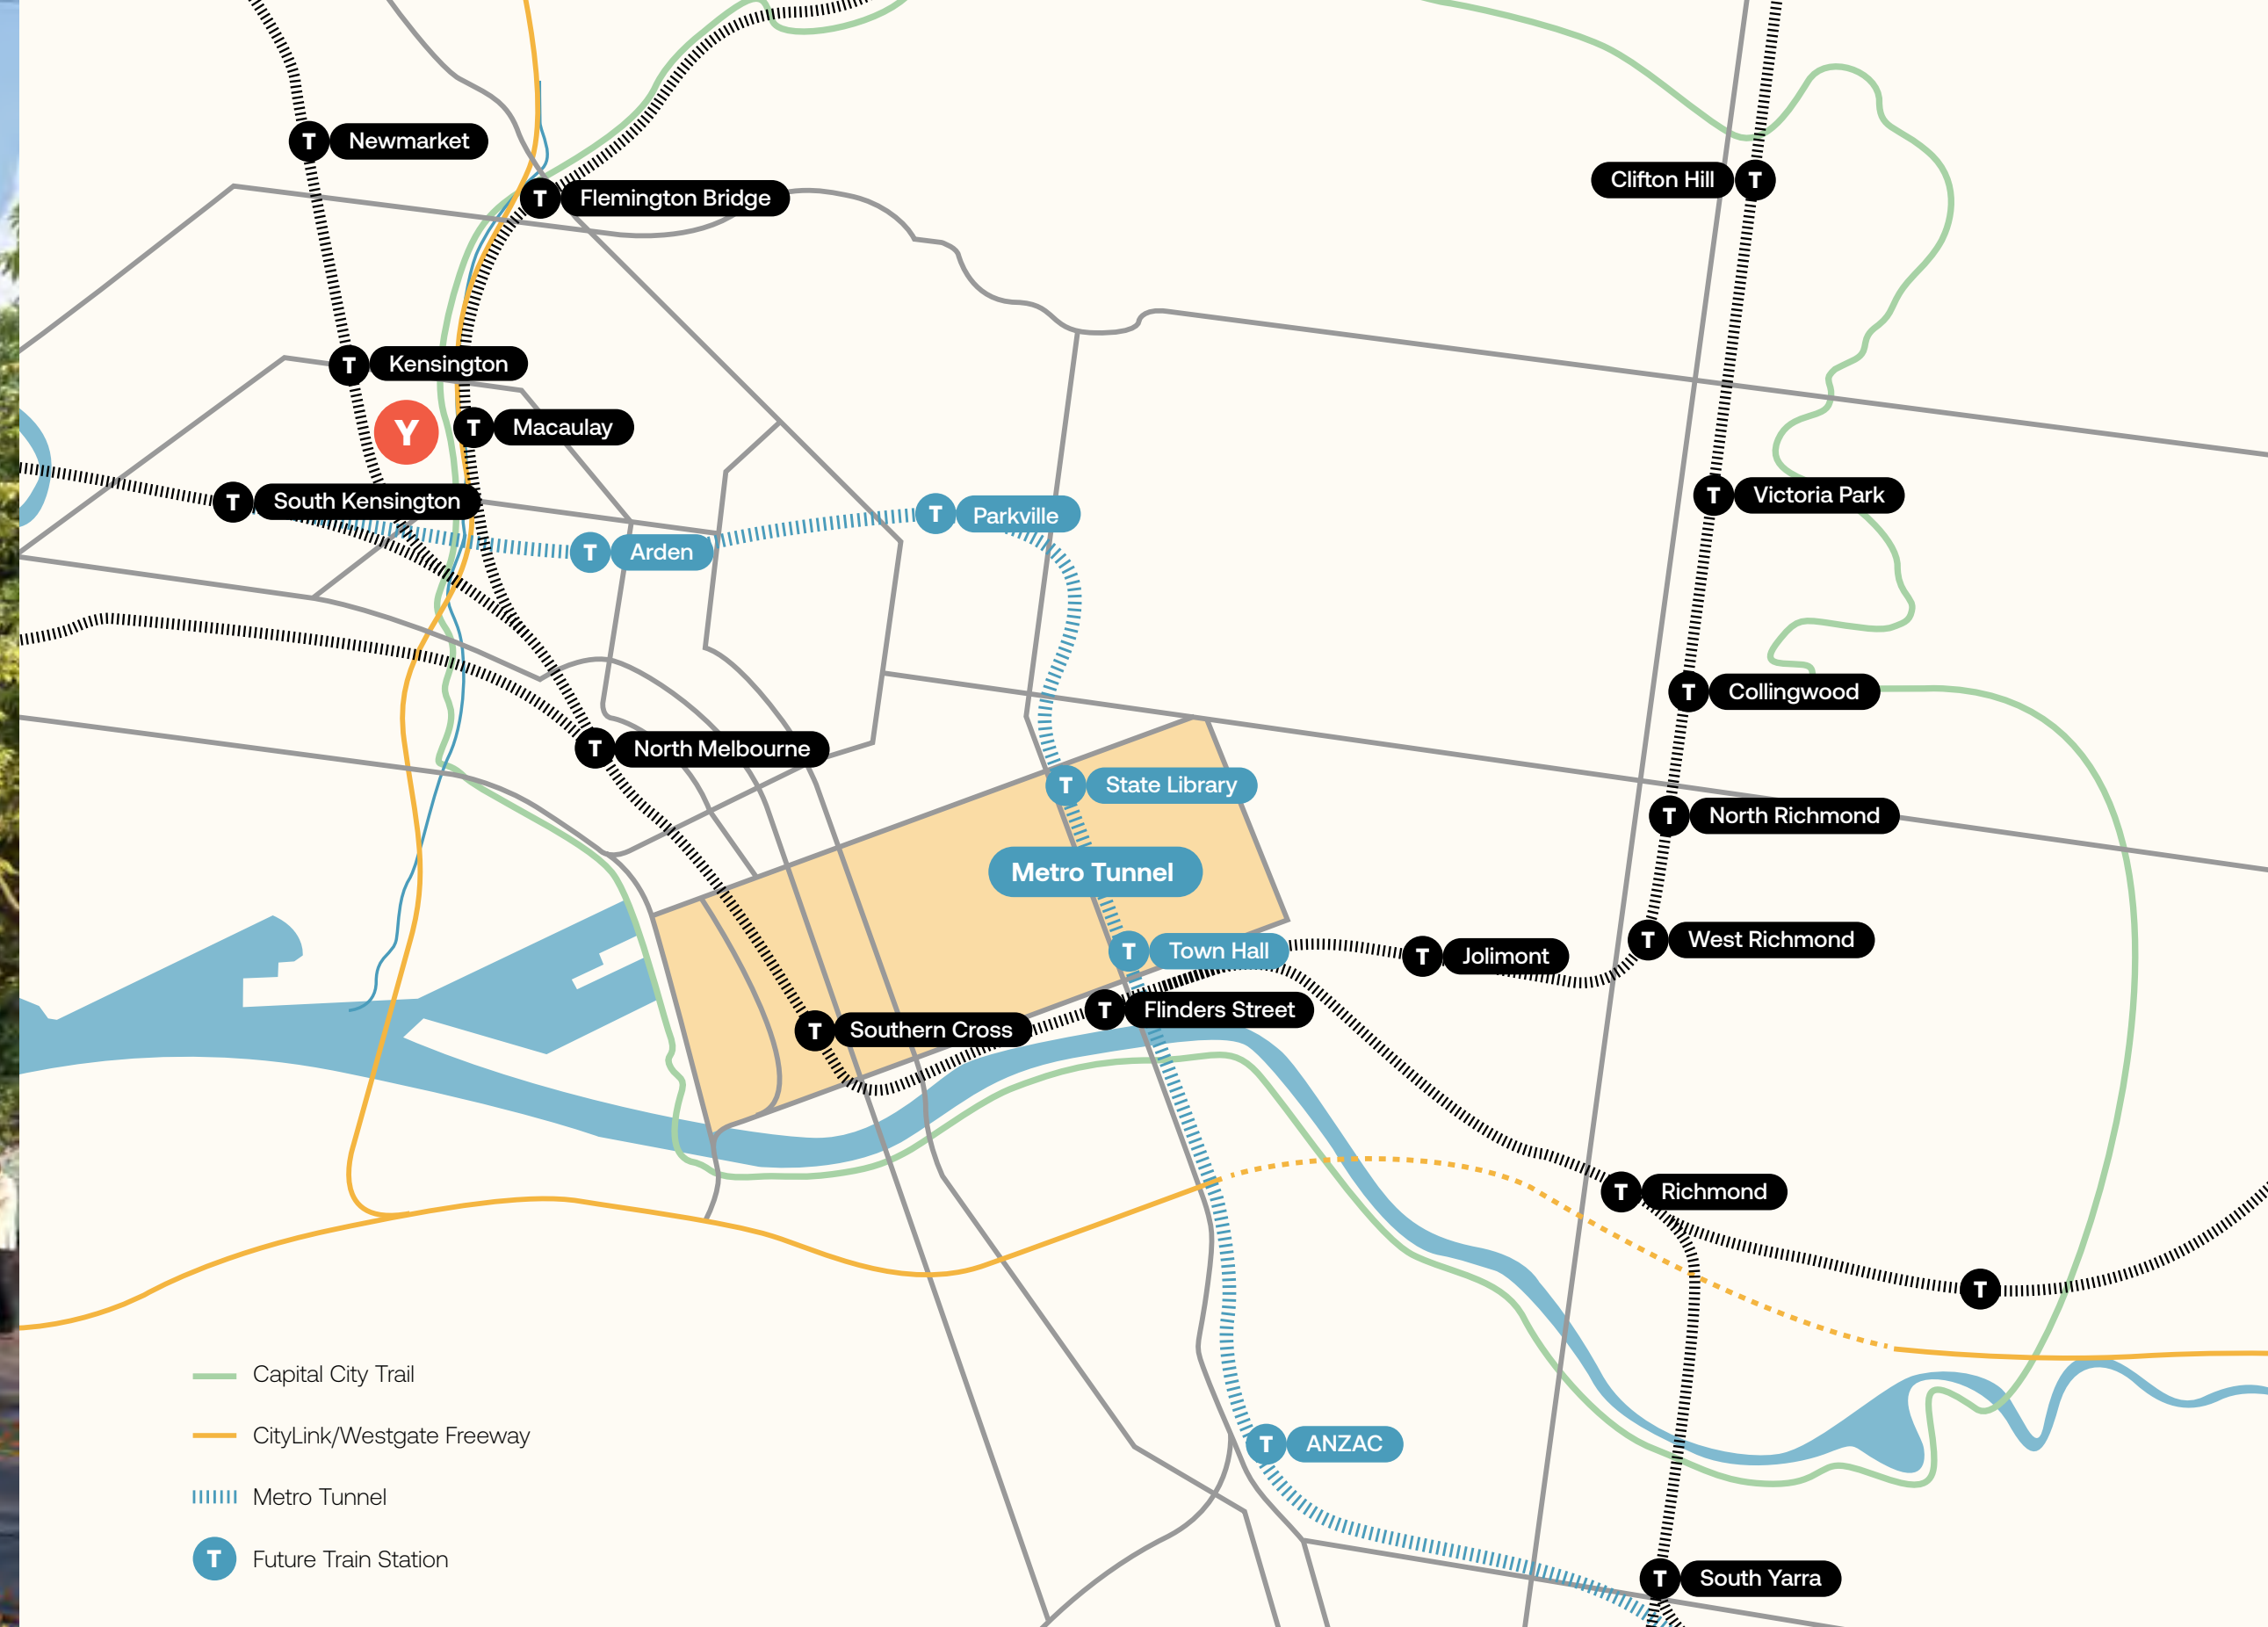 T Newmarket
T Flemington Bridge
Clifton Hill T
T Kensington
Y
T Macaulay
T South Kensington
T Arden
T Parkville
T Victoria Park
T Collingwood
T North Melbourne
T State Library
T North Richmond
Metro Tunnel
T Town Hall
T Jolimont
T West Richmond
T Southern Cross
T Flinders Street
T Richmond
T
T ANZAC
T South Yarra
Capital City Trail
CityLink/Westgate Freeway
Metro Tunnel
T Future Train Station